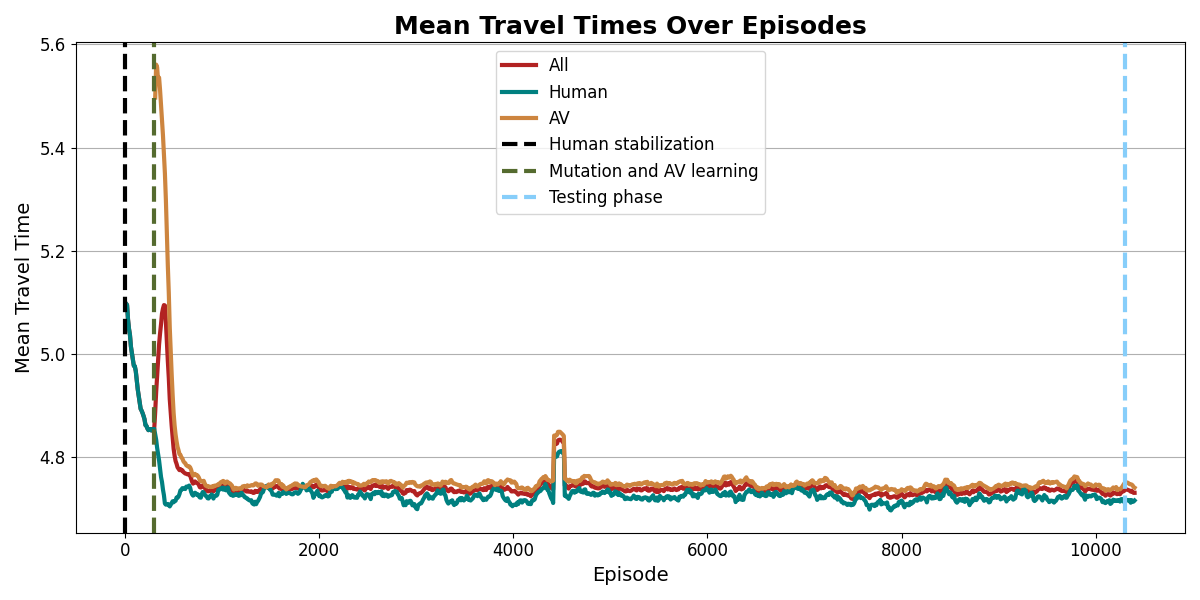 Mean Travel Times Over Episodes
Mean Travel Time
5.6
5.4
5.2
5.0
4.8
All
Human
AV
Human stabilization
Mutation and AV learning
Testing phase
0
2000
4000
6000
8000
10000
Episode